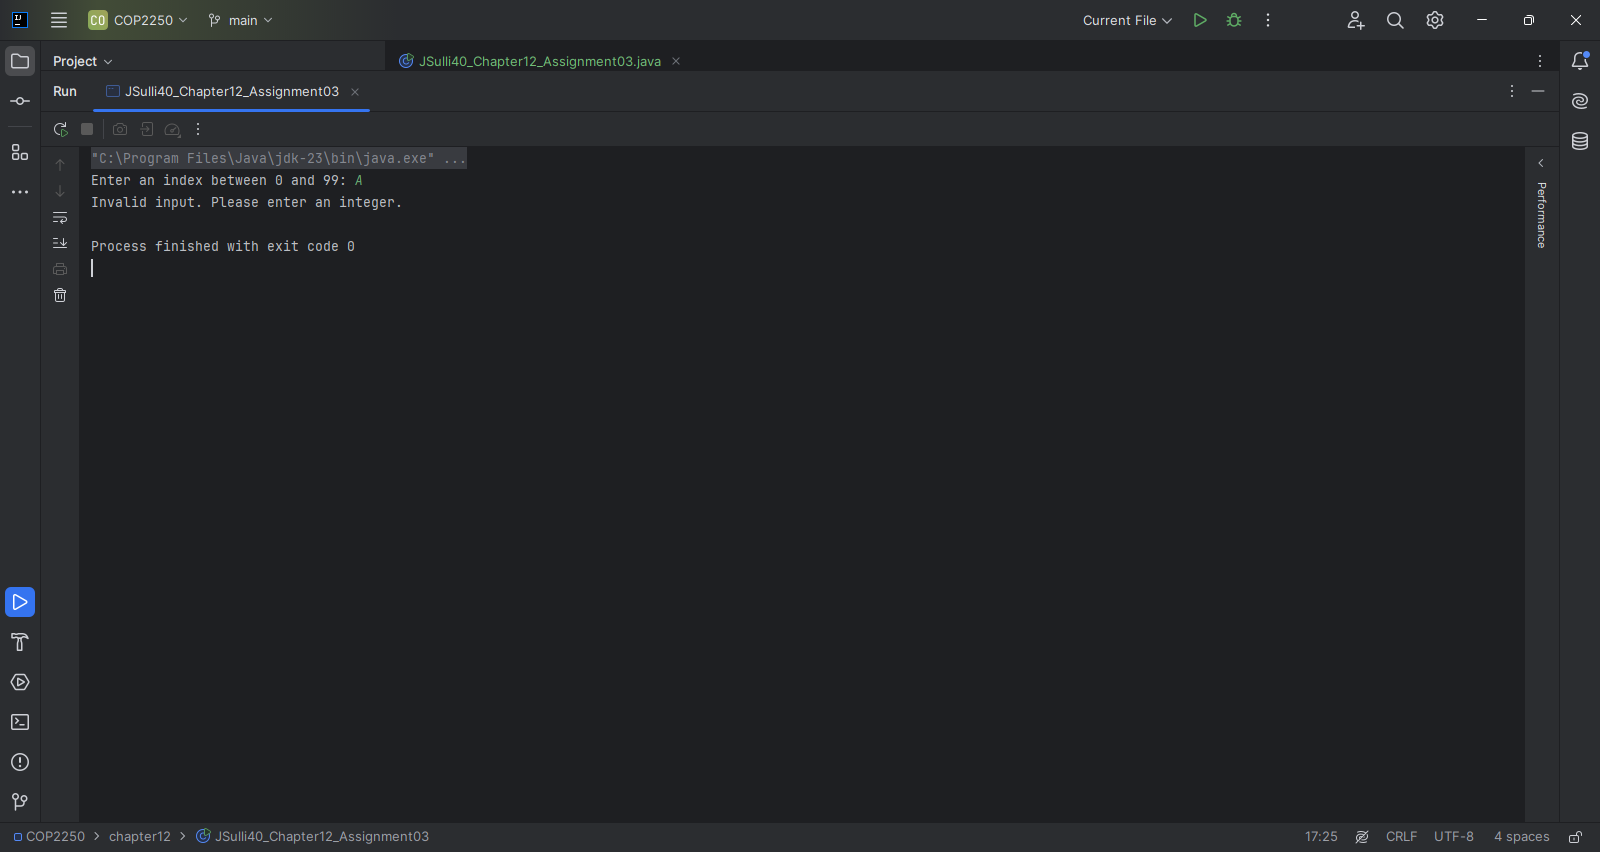 CO COP2250 main Current File
Project JSulli40_Chapter12_Assignment03.java
Run JSulli40_Chapter12_Assignment03
"C:\Program Files\Java\jdk-23\bin\java.exe" ...
Enter an index between 0 and 99: A
Invalid input. Please enter an integer.
Process finished with exit code 0
Performance
COP2250 > chapter12 > JSulli40_Chapter12_Assignment03 17:25 CRLF UTF-8 4 spaces